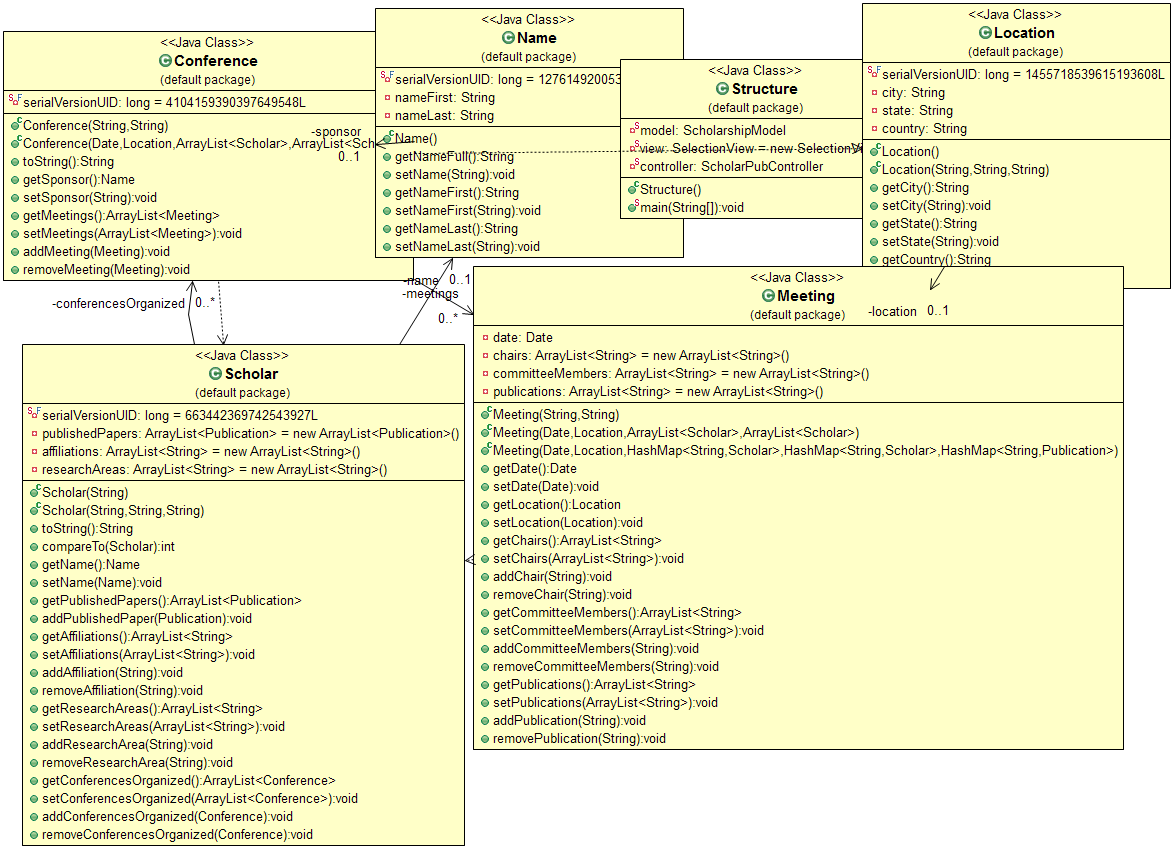 <<Java Class>>
Conference
(default package)
serialVersionUID: long = 4104159390397649548L
Conference(String,String)
Conference(Date,Location,ArrayList<Scholar>,ArrayList<Sch
toString():String
getSponsor():Name
setSponsor(String):void
getMeetings():ArrayList<Meeting>
setMeetings(ArrayList<Meeting>):void
addMeeting(Meeting):void
removeMeeting(Meeting):void
-sponsor
0..1
<<Java Class>>
Name
(default package)
serialVersionUID: long = 12761492005
nameFirst: String
nameLast: String
Name()
getNameFull():String
setName(String):void
getNameFirst():String
setNameFirst(String):void
getNameLast():String
setNameLast(String):void
<<Java Class>>
Structure
(default package)
model: ScholarshipModel
view: SelectionView = new SelectionVi
controller: ScholarPubController
Structure()
main(String[]):void
<<Java Class>>
Location
(default package)
serialVersionUID: long = 1455718539615193608L
city: String
state: String
country: String
Location()
Location(String,String,String)
getCity():String
setCity(String):void
getState():String
setState(String):void
getCountry():String
-name
0..1
-meetings
0..*
-conferencesOrganized
0..*
-location
0..1
<<Java Class>>
Scholar
(default package)
serialVersionUID: long = 663442369742543927L
publishedPapers: ArrayList<Publication> = new ArrayList<Publication>()
affiliations: ArrayList<String> = new ArrayList<String>()
researchAreas: ArrayList<String> = new ArrayList<String>()
Scholar(String)
Scholar(String,String,String)
toString():String
compareTo(Scholar):int
getName():Name
setName(Name):void
getPublishedPapers():ArrayList<Publication>
addPublishedPaper(Publication):void
getAffiliations():ArrayList<String>
setAffiliations(ArrayList<String>):void
addAffiliation(String):void
removeAffiliation(String):void
getResearchAreas():ArrayList<String>
setResearchAreas(ArrayList<String>):void
addResearchArea(String):void
removeResearchArea(String):void
getConferencesOrganized():ArrayList<Conference>
setConferencesOrganized(ArrayList<Conference>):void
addConferencesOrganized(Conference):void
removeConferencesOrganized(Conference):void
<<Java Class>>
Meeting
(default package)
date: Date
chairs: ArrayList<String> = new ArrayList<String>()
committeeMembers: ArrayList<String> = new ArrayList<String>()
publications: ArrayList<String> = new ArrayList<String>()
Meeting(String,String)
Meeting(Date,Location,ArrayList<Scholar>,ArrayList<Scholar>)
Meeting(Date,Location,HashMap<String,Scholar>,HashMap<String,Scholar>,HashMap<String,Publication>)
getDate():Date
setDate(Date):void
getLocation():Location
setLocation(Location):void
getChairs():ArrayList<String>
setChairs(ArrayList<String>):void
addChair(String):void
removeChair(String):void
getCommitteeMembers():ArrayList<String>
setCommitteeMembers(ArrayList<String>):void
addCommitteeMembers(String):void
removeCommitteeMembers(String):void
getPublications():ArrayList<String>
setPublications(ArrayList<String>):void
addPublication(String):void
removePublication(String):void